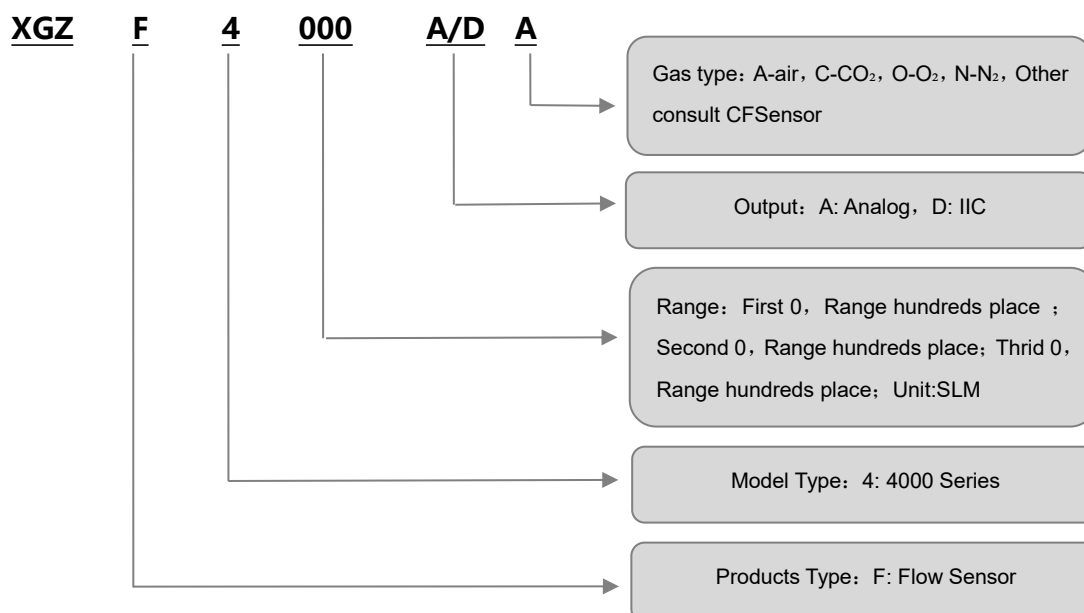 XGZ F 4 000 A/D A
Gas type：A-air，C-CO₂，O-O₂，N-N₂，Other
consult CFSensor
Output：A: Analog，D: IIC
Range：First 0，Range hundreds place ；
Second 0，Range hundreds place；Thrid 0，
Range hundreds place；Unit:SLM
Model Type：4: 4000 Series
Products Type：F: Flow Sensor